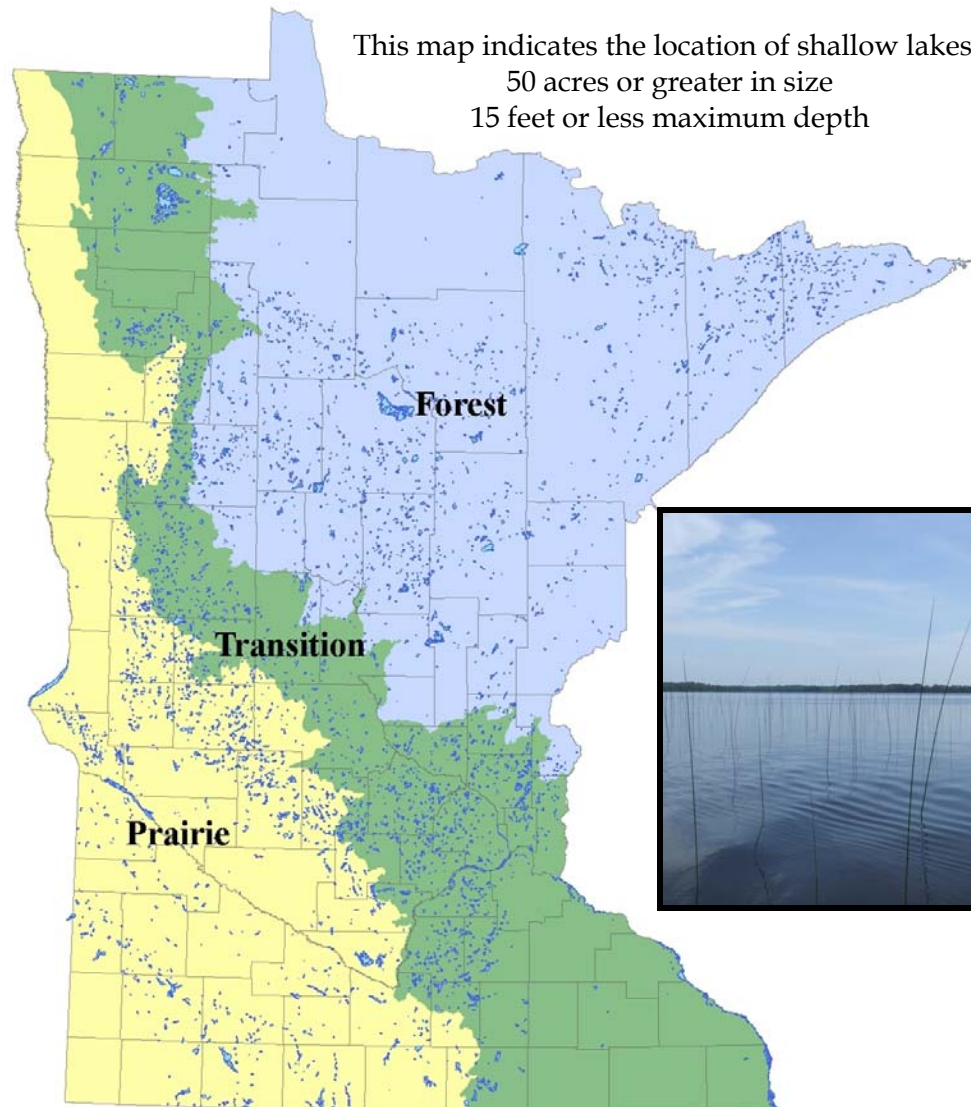 This map indicates the location of shallow lakes
50 acres or greater in size
15 feet or less maximum depth
Forest
Transition
Prairie